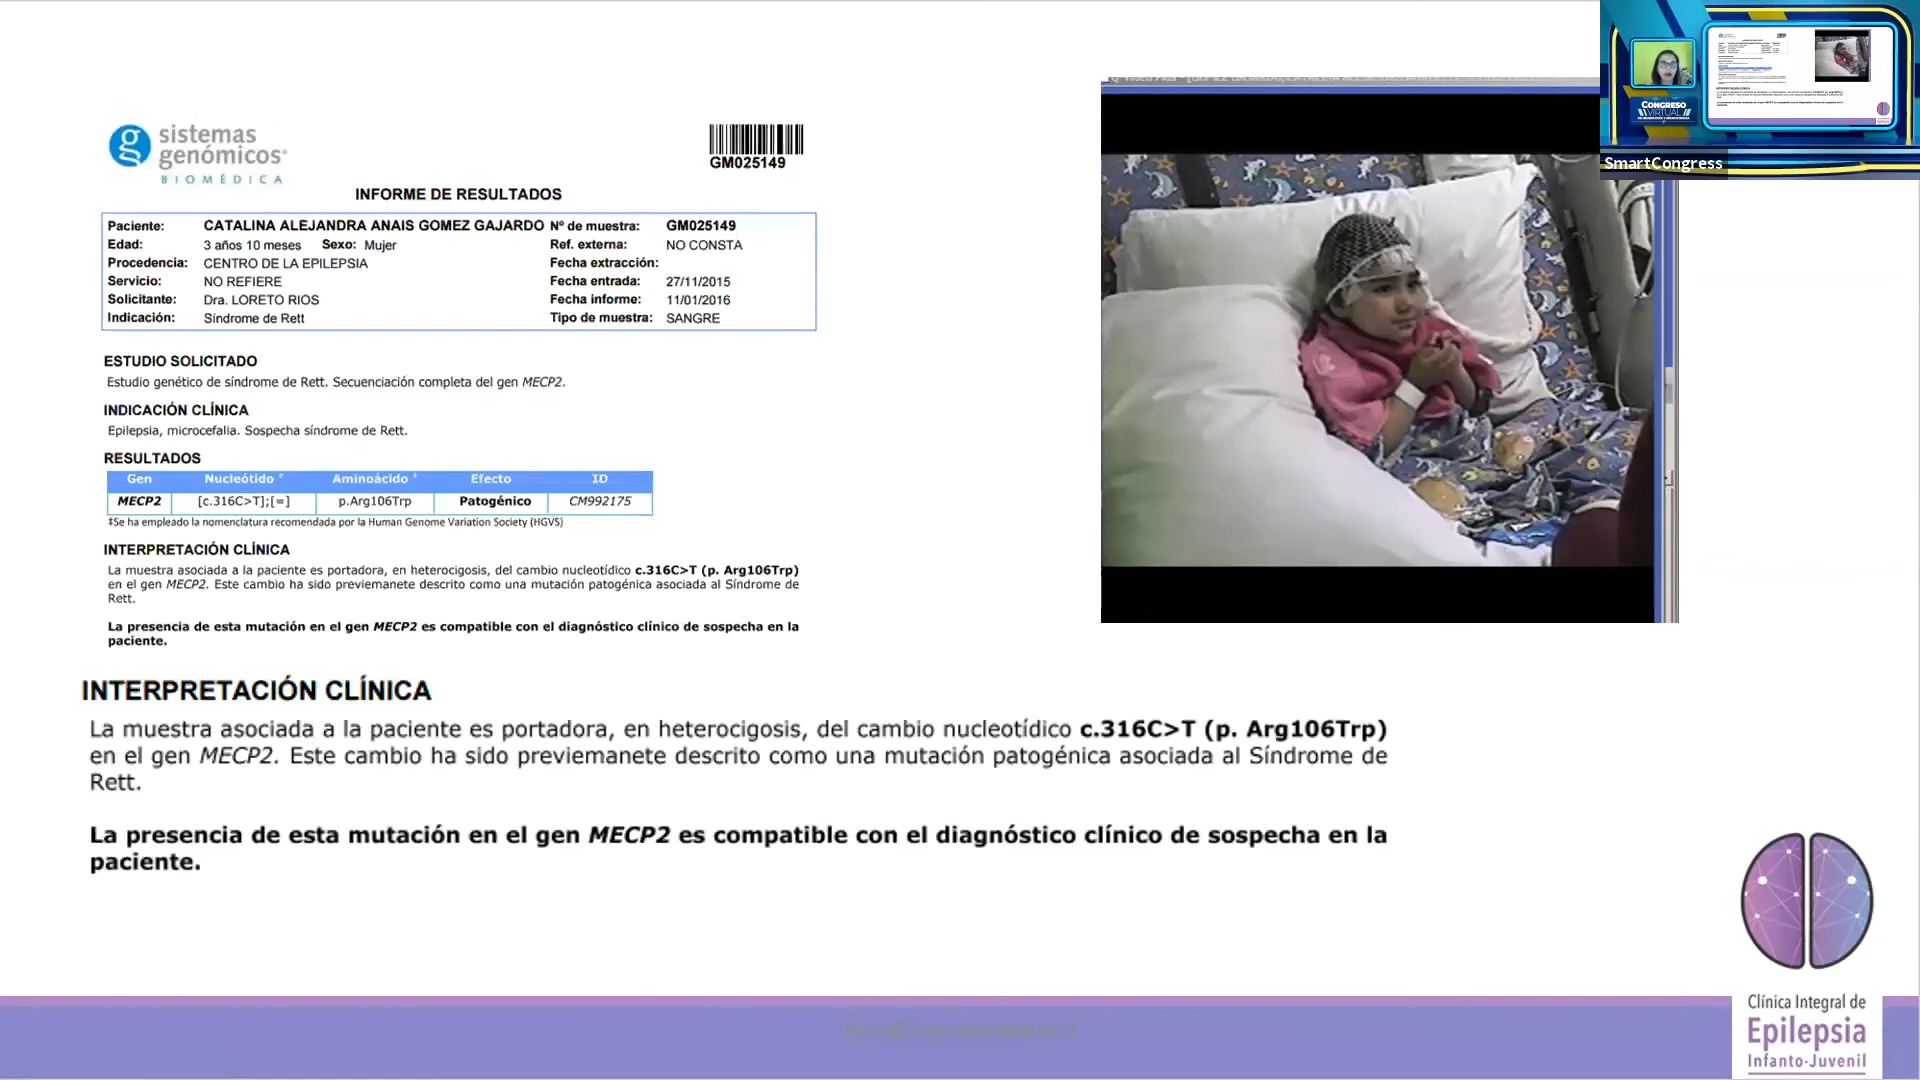 sistemas
genómicos
BIOMÉDICA
GM025149
INFORME DE RESULTADOS
Paciente: CATALINA ALEJANDRA ANAIS GOMEZ GAJARDO Nº de muestra: GM025149
Edad: 3 años 10 meses Sexo: Mujer Ref. externa: NO CONSTA
Procedencia: CENTRO DE LA EPILEPSIA Fecha extracción:
Servicio: NO REFIERE Fecha entrada: 27/11/2015
Solicitante: Dra. LORETO RIOS Fecha informe: 11/01/2016
Indicación: Síndrome de Rett Tipo de muestra: SANGRE
ESTUDIO SOLICITADO
Estudio genético de síndrome de Rett. Secuenciación completa del gen MECP2.
INDICACIÓN CLÍNICA
Epilepsia, microcefalia. Sospecha síndrome de Rett.
RESULTADOS
Gen Nucleótido Aminoácido Efecto ID
MECP2 [c.316C>T];[=] p.Arg106Trp Patogénico CM992175
‡Se ha empleado la nomenclatura recomendada por la Human Genome Variation Society (HGVS)
INTERPRETACIÓN CLÍNICA
La muestra asociada a la paciente es portadora, en heterocigosis, del cambio nucleotídico c.316C>T (p. Arg106Trp)
en el gen MECP2. Este cambio ha sido previemanete descrito como una mutación patogénica asociada al Síndrome de
Rett.
La presencia de esta mutación en el gen MECP2 es compatible con el diagnóstico clínico de sospecha en la
paciente.
INTERPRETACIÓN CLÍNICA
La muestra asociada a la paciente es portadora, en heterocigosis, del cambio nucleotídico c.316C>T (p. Arg106Trp)
en el gen MECP2. Este cambio ha sido previemanete descrito como una mutación patogénica asociada al Síndrome de
Rett.
La presencia de esta mutación en el gen MECP2 es compatible con el diagnóstico clínico de sospecha en la
paciente.
CONGRESO
VIRTUAL
SmartCongress
Clínica Integral de
Epilepsia
Infanto-Juvenil